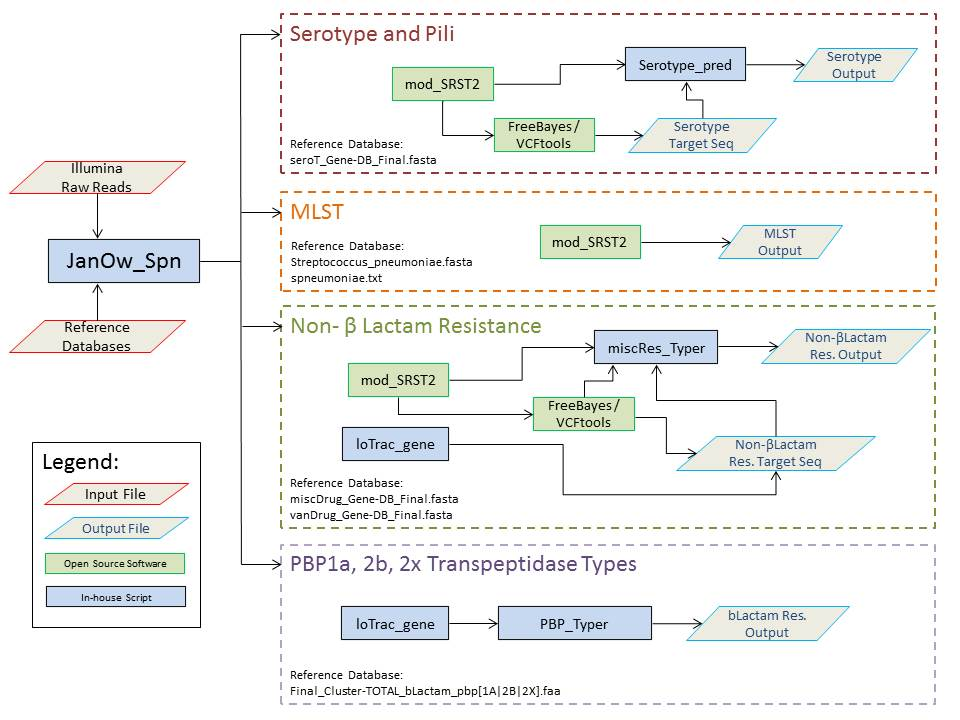 Serotype and Pili
mod_SRST2
Serotype_pred
Serotype
Output
FreeBayes/
VCFtools
Serotype
Target Seq
Reference Database:
seroT_Gene-DB_Final.fasta
Illumina
Raw Reads
JanOw_Spn
Reference
Databases
MLST
Reference Database:
Streptococcus_pneumoniae.fasta
spneumoniae.txt
mod_SRST2
MLST
Output
Non- β Lactam Resistance
mod_SRST2
miscRes_Typer
Non-βLactam
Res. Output
FreeBayes/
VCFtools
loTrac_gene
Non-βLactam
Res. Target Seq
Reference Database:
miscDrug_Gene-DB_Final.fasta
vanDrug_Gene-DB_Final.fasta
Legend:
Input File
Output File
Open Source Software
In-house Script
PBP1a, 2b, 2x Transpeptidase Types
loTrac_gene
PBP_Typer
bLactam Res.
Output
Reference Database:
Final_Cluster-TOTAL_bLactam_pbp[1A|2B|2X].faa